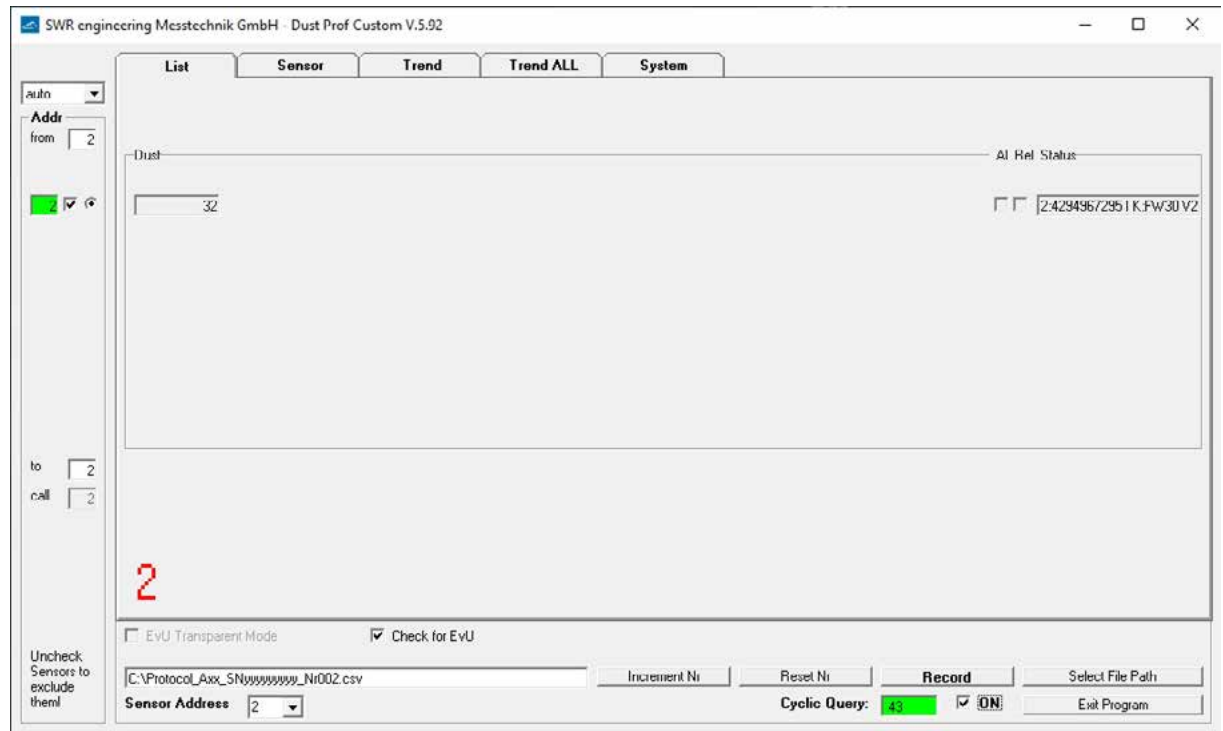 SWR engineering Messtechnik GmbH - Dust Prof Custom V.5.92
List Sensor Trend Trend ALL System
auto
Addr
from 2
Dust Al Rel Status
2 32 2:4294967295 T K:FW30 V2
to 2
call 2
2
EvU Transparent Mode Check for EvU
Uncheck
Sensors to
exclude
them!
C:\Protocol_Axx_SNyyyyyyyyy_Nr002.csv Increment Nr Reset Nr Record Select File Path
Sensor Address 2 Cyclic Query: 43 ON Exit Program